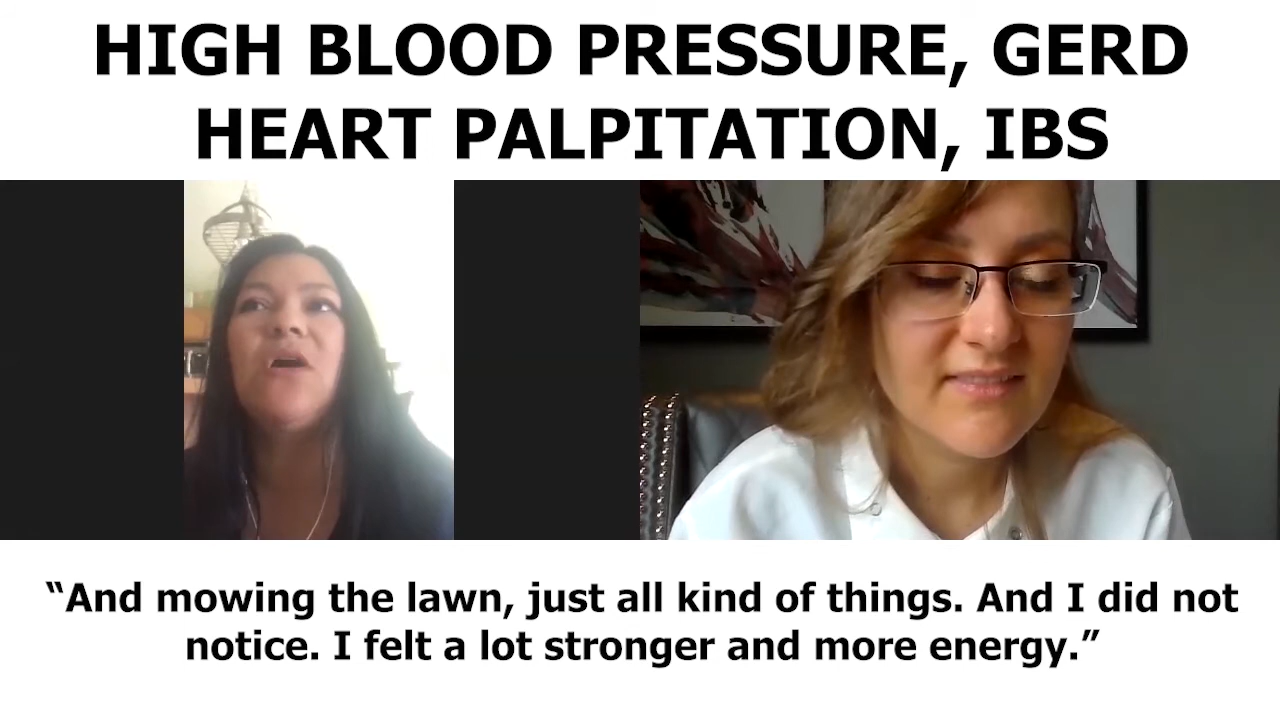 HIGH BLOOD PRESSURE, GERD
HEART PALPITATION, IBS
“And mowing the lawn, just all kind of things. And I did not
notice. I felt a lot stronger and more energy.”